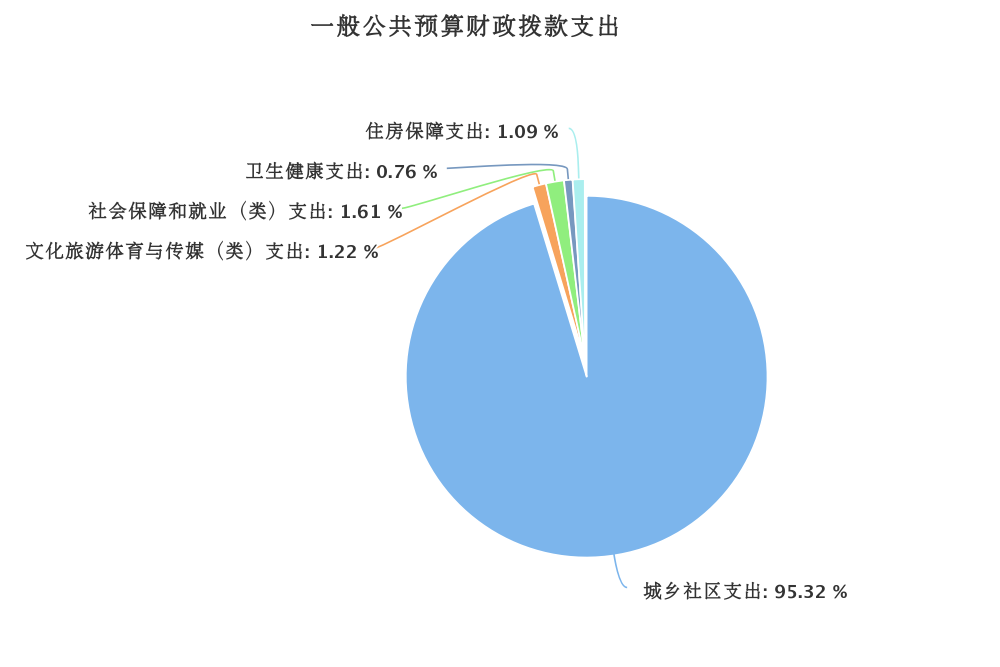 一般公共预算财政拨款支出
住房保障支出: 1.09 %
卫生健康支出: 0.76 %
社会保障和就业（类）支出: 1.61 %
文化旅游体育与传媒（类）支出: 1.22 %
城乡社区支出: 95.32 %